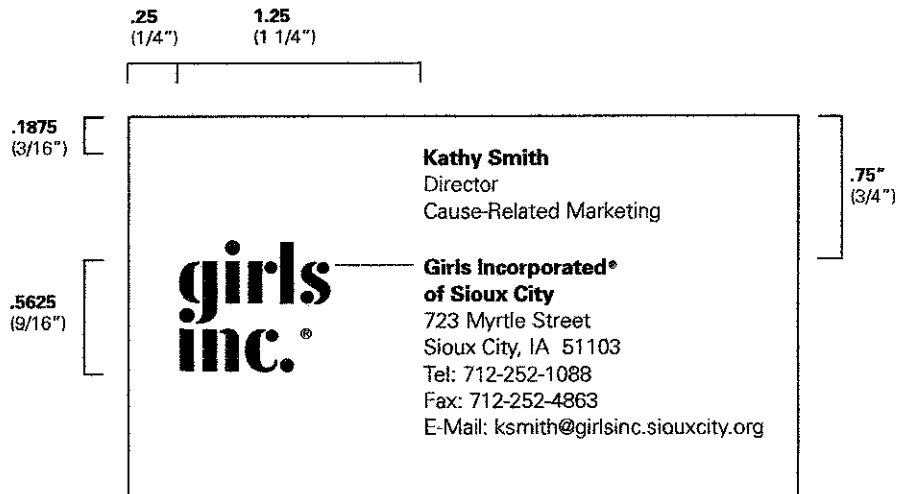 .25 1.25
(1/4") (1 1/4")
.1875
(3/16")
.75"
(3/4")
Kathy Smith
Director
Cause-Related Marketing
girls
inc.®
.5625
(9/16")
Girls Incorporated®
of Sioux City
723 Myrtle Street
Sioux City, IA 51103
Tel: 712-252-1088
Fax: 712-252-4863
E-Mail: ksmith@girlsinc.siouxcity.org